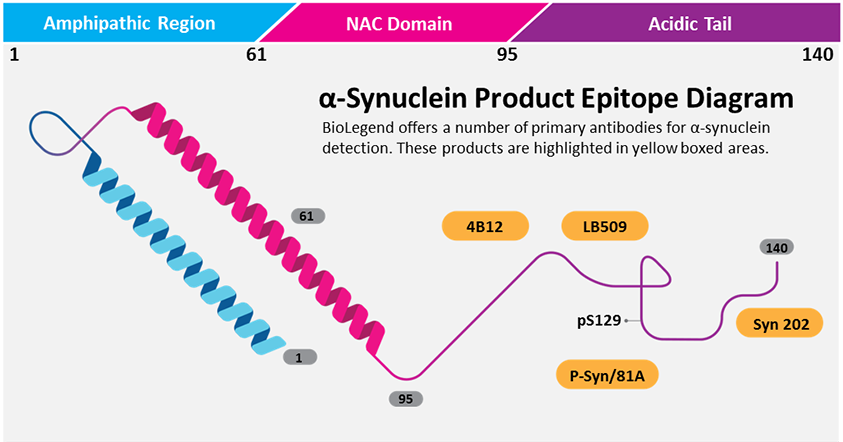 Amphipathic Region NAC Domain Acidic Tail
1 61 95 140
α-Synuclein Product Epitope Diagram
BioLegend offers a number of primary antibodies for α-synuclein
detection. These products are highlighted in yellow boxed areas.
61
4B12 LB509
140
pS129
Syn 202
1
P-Syn/81A
95